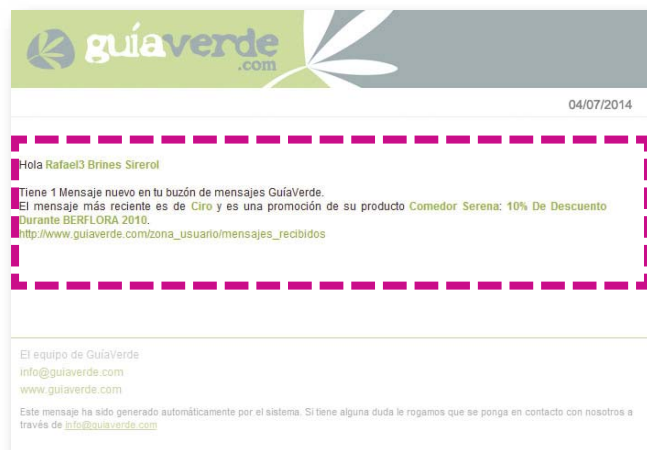 guíaverde
.com
04/07/2014
Hola Rafael3 Brines Sirerol
Tiene 1 Mensaje nuevo en tu buzón de mensajes GuíaVerde.
El mensaje más reciente es de Ciro y es una promoción de su producto Comedor Serena: 10% De Descuento
Durante BERFLORA 2010.
http://www.guiaverde.com/zona_usuario/mensajes_recibidos
El equipo de GuíaVerde
info@guiaverde.com
www.guiaverde.com
Este mensaje ha sido generado automáticamente por el sistema. Si tiene alguna duda le rogamos que se ponga en contacto con nosotros a
través de info@guiaverde.com